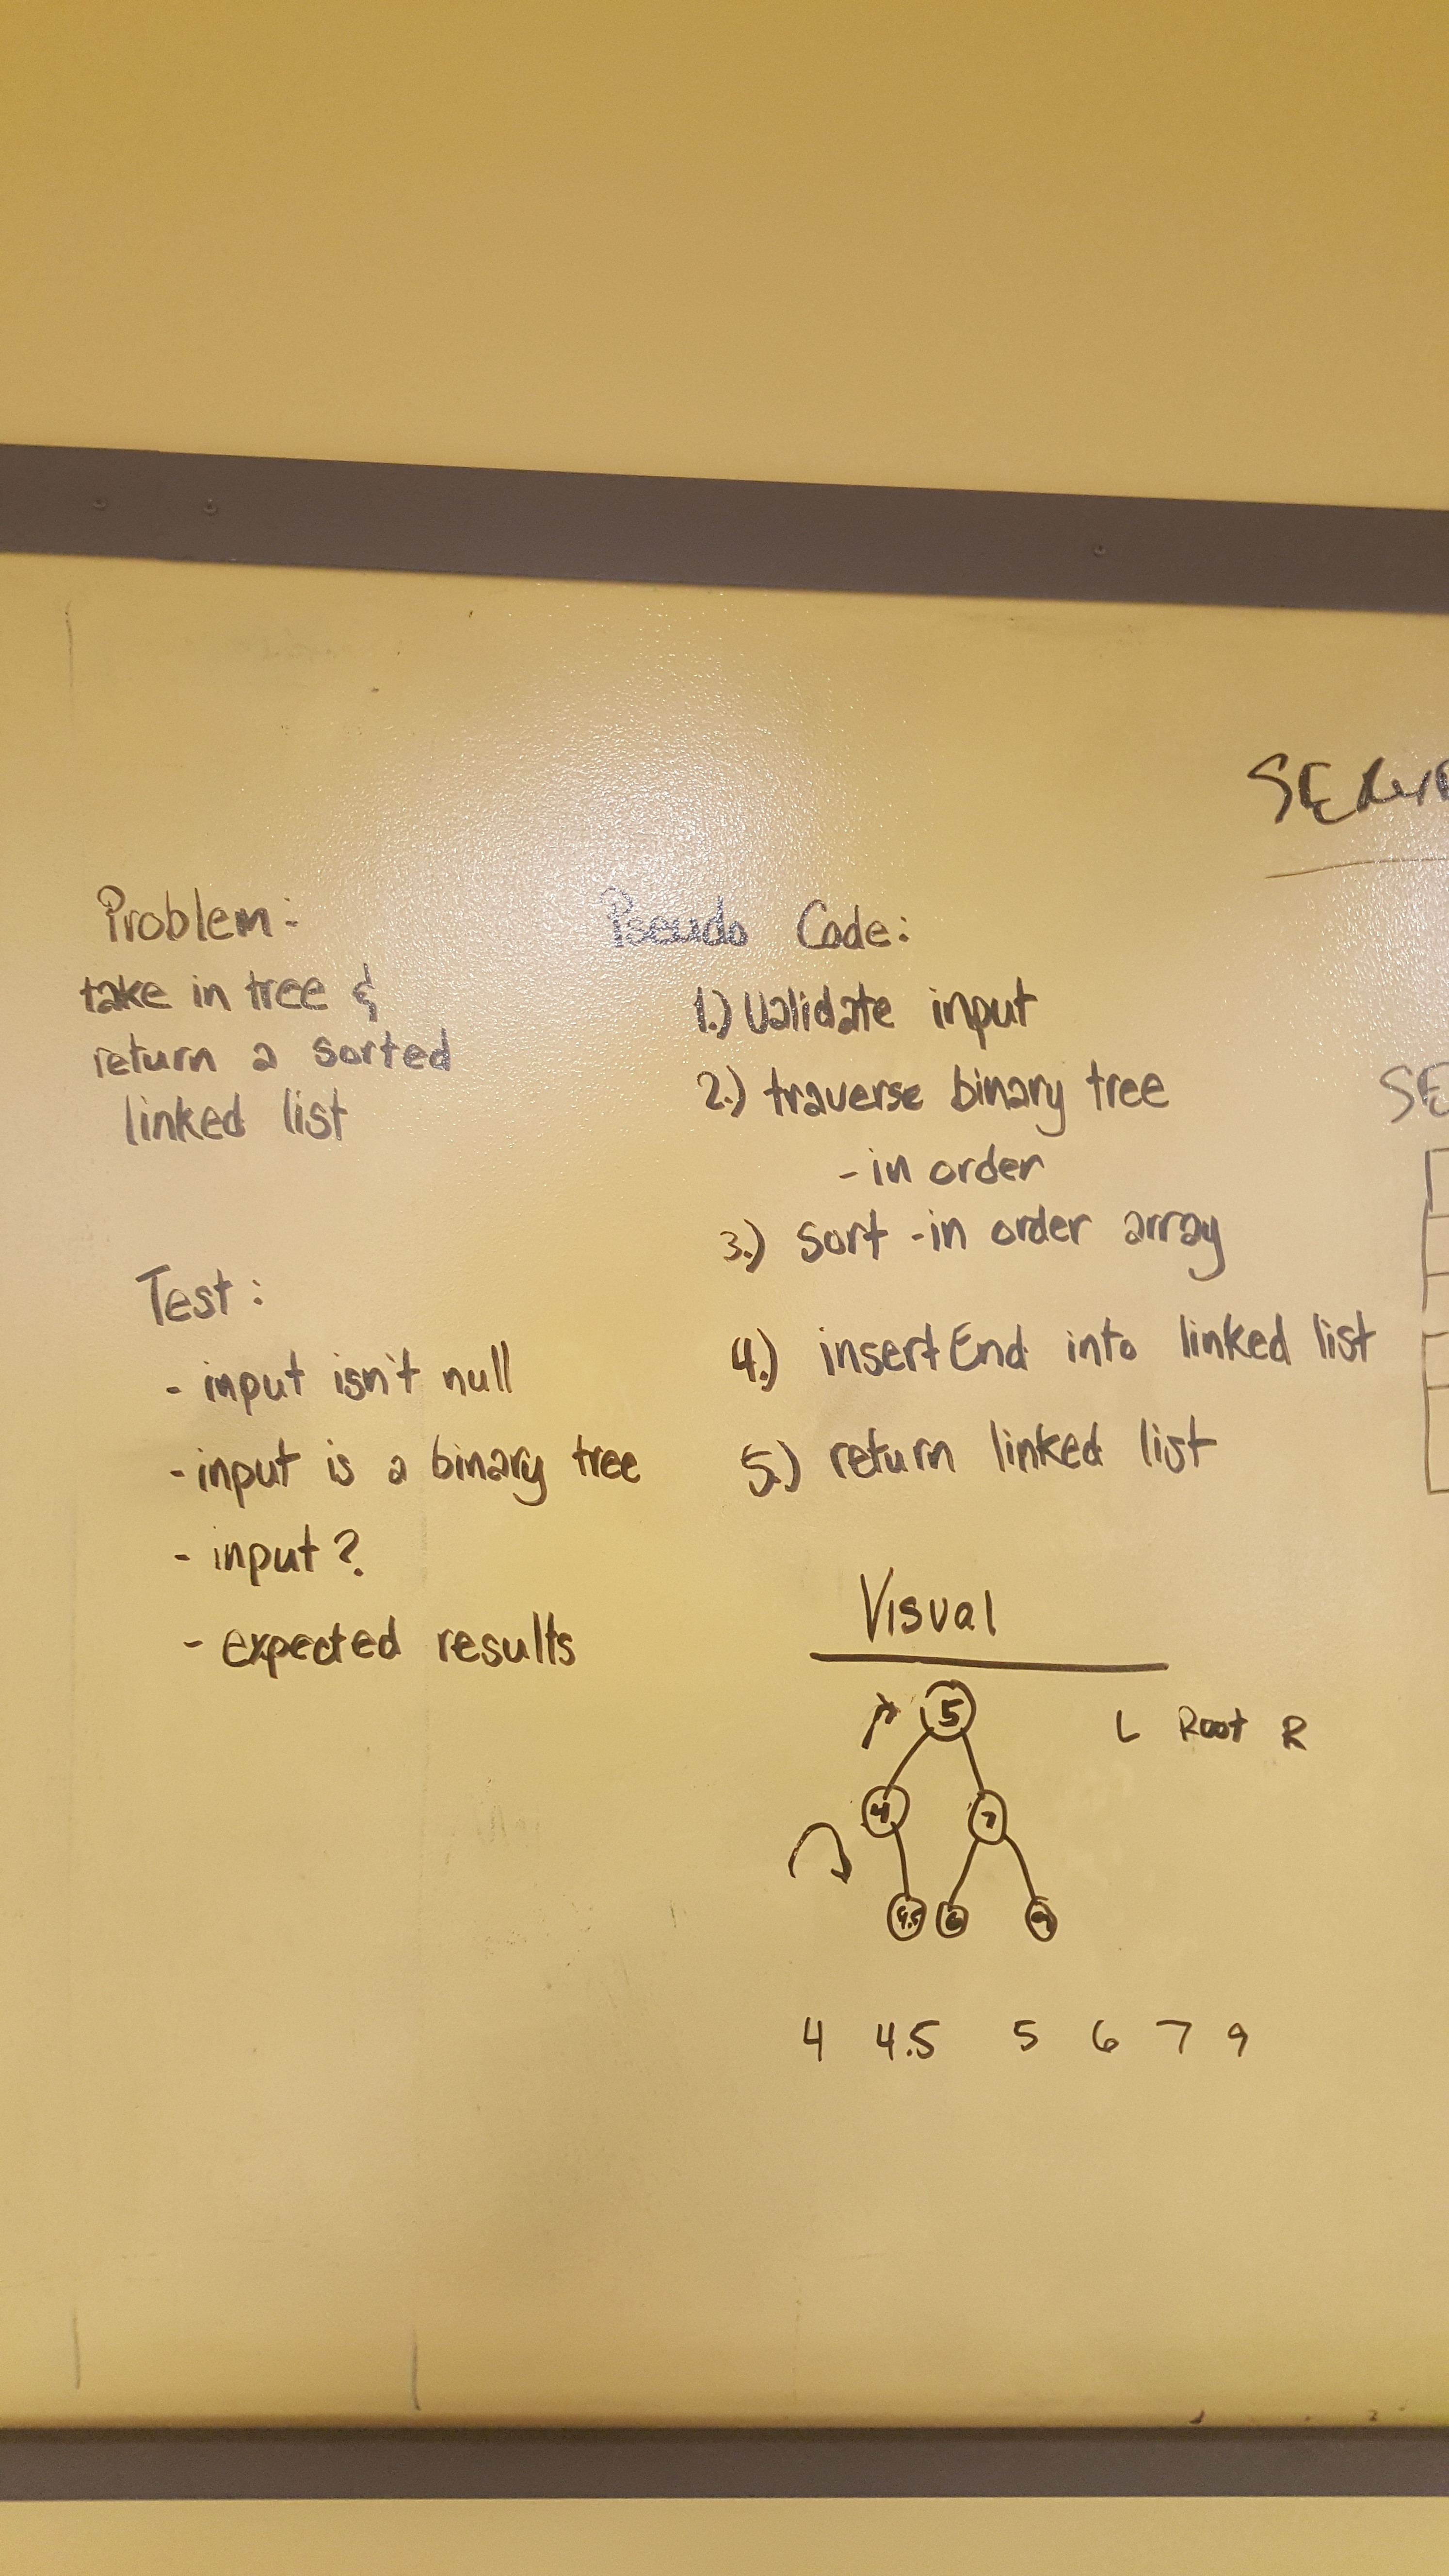 Problem:
take in tree &
return a sorted
linked list
Test:
- input isn't null
- input is a binary tree
- input?
- expected results
Pseudo Code:
1.) Validate input
2.) traverse binary tree
- in order
3.) sort - in order array
4.) insertEnd into linked list
5.) return linked list
Visual
5
L Root R
4 7
4.5 6 9
4 4.5 5 6 7 9
SE